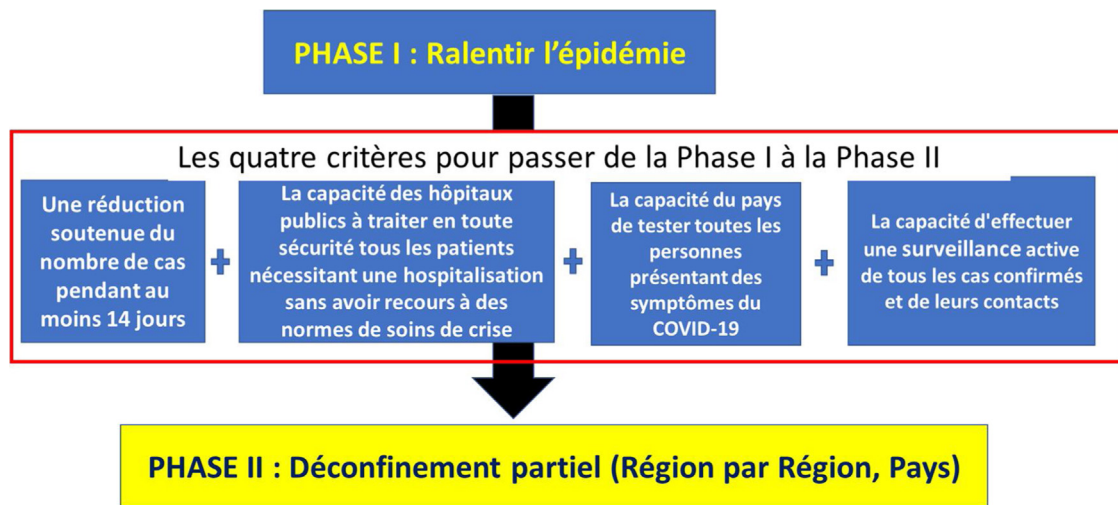 PHASE I : Ralentir l’épidémie
Les quatre critères pour passer de la Phase I à la Phase II
Une réduction
soutenue du
nombre de cas
pendant au
moins 14 jours
+
La capacité des hôpitaux
publics à traiter en toute
sécurité tous les patients
nécessitant une hospitalisation
sans avoir recours à des
normes de soins de crise
+
La capacité du pays
de tester toutes les
personnes
présentant des
symptômes du
COVID-19
+
La capacité d'effectuer
une surveillance active
de tous les cas confirmés
et de leurs contacts
PHASE II : Déconfinement partiel (Région par Région, Pays)